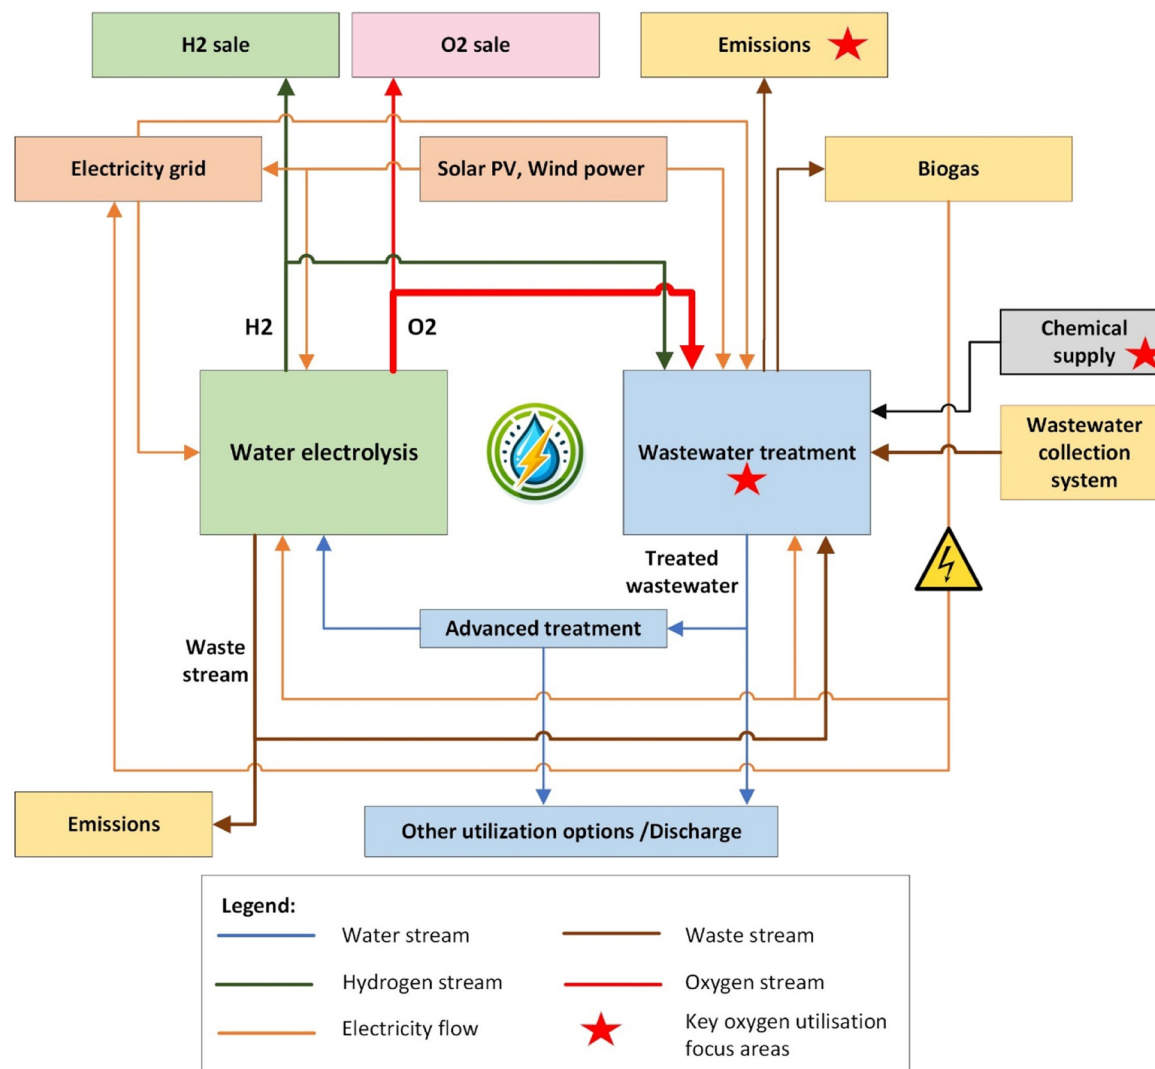 H2 sale
O2 sale
Emissions
Electricity grid
Solar PV, Wind power
Biogas
H2
O2
Chemical
supply
Water electrolysis
Wastewater treatment
Wastewater
collection
system
Treated
wastewater
Advanced treatment
Waste
stream
Emissions
Other utilization options /Discharge
Legend:
Water stream
Waste stream
Hydrogen stream
Oxygen stream
Electricity flow
Key oxygen utilisation
focus areas